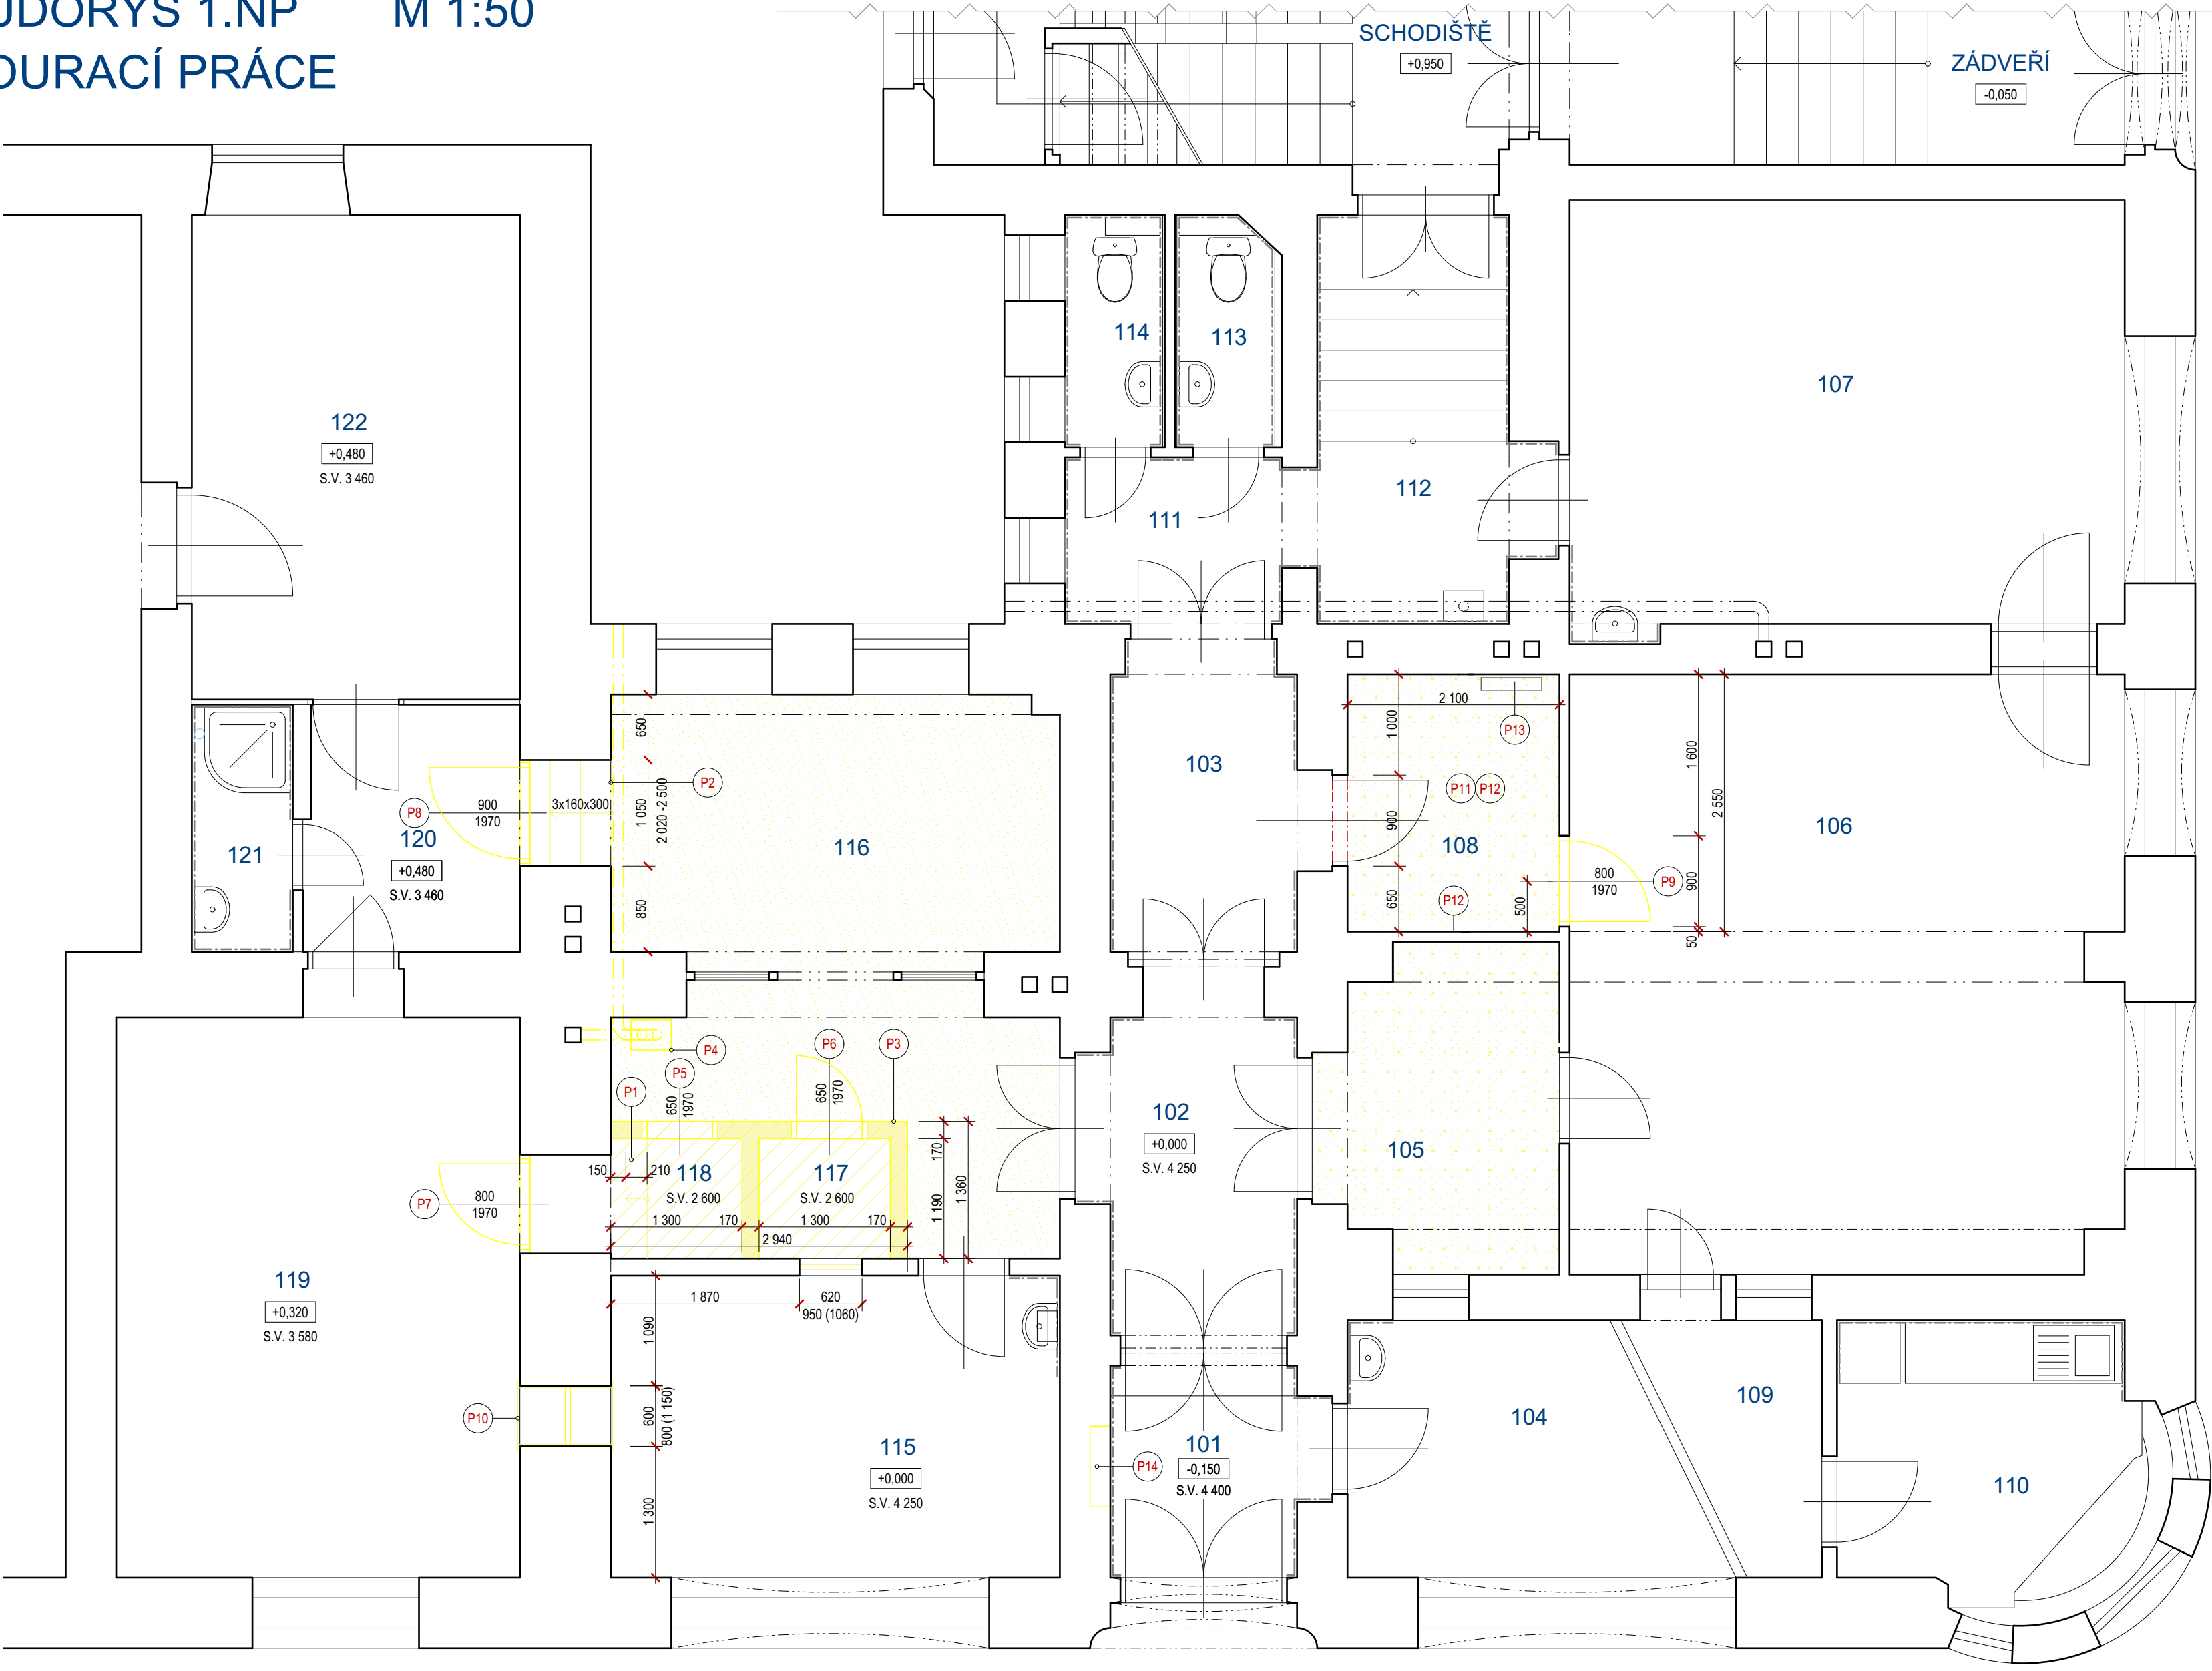 UDORYS 1.NP M 1:50
OURACÍ PRÁCE
SCHODIŠTĚ
+0,950
ZÁDVEŘÍ
-0,050
122
+0,480
S.V. 3 460
114
113
107
112
111
650
1 050
2 020 -2 500
850
P2
P8
900
1970
3x160x300
120
+0,480
S.V. 3 460
121
116
103
2 100
P13
1 000
900
650
P11
P12
108
P12
500
1 600
2 550
900
50
800
1970
P9
106
P4
P5
650
1970
P6
650
1970
P3
P1
150
210
118
S.V. 2 600
117
S.V. 2 600
1 300
170
1 300
170
2 940
170
1 190
1 360
P7
800
1970
102
+0,000
S.V. 4 250
105
119
+0,320
S.V. 3 580
1 870
620
950 (1060)
1 090
600
800 (1 150)
1 300
P10
115
+0,000
S.V. 4 250
P14
101
-0,150
S.V. 4 400
104
109
110